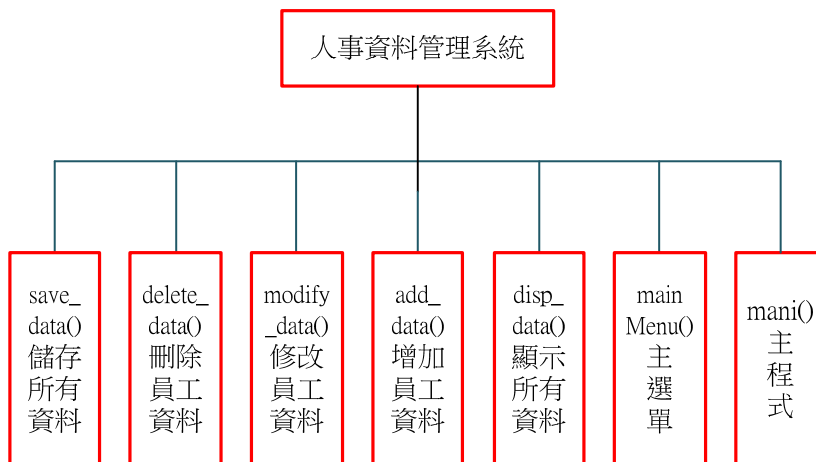 人事資料管理系統
save_
data()
儲存
所有
資料
delete_
data()
刪除
員工
資料
modify
_data()
修改
員工
資料
add_
data()
增加
員工
資料
disp_
data()
顯示
所有
資料
main
Menu()
主
選
單
mani()
主
程
式